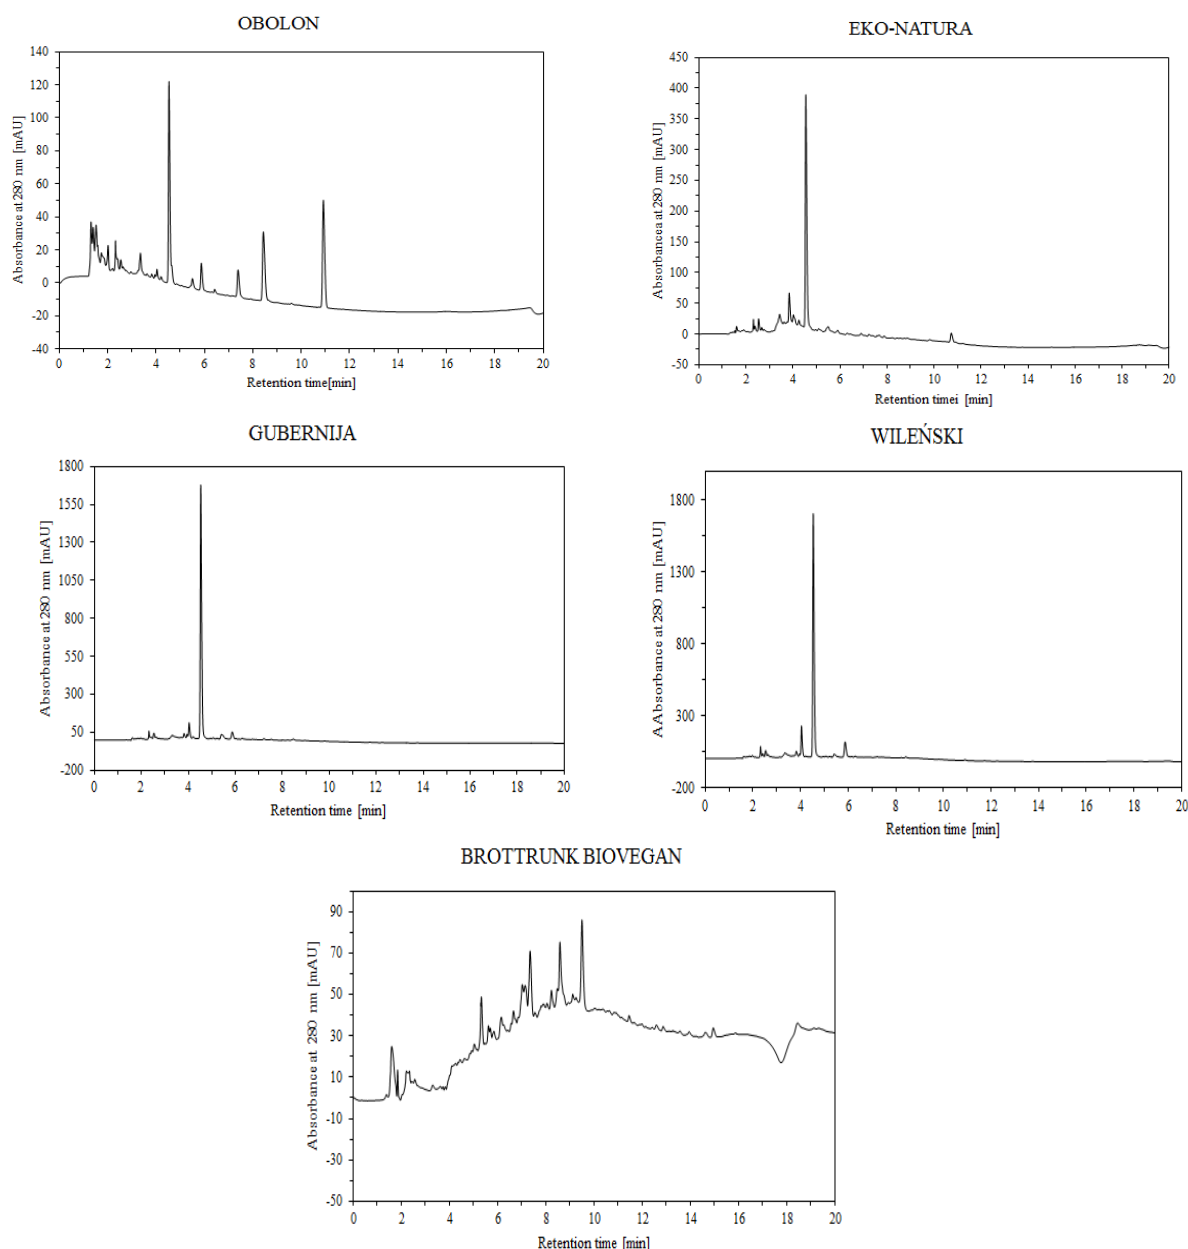 OBOLON
140
120
100
80
60
40
20
0
-20
-40
Absorbance at 280 nm [mAU]
0 2 4 6 8 10 12 14 16 18 20
Retention time[min]
EKO-NATURA
450
400
350
300
250
200
150
100
50
0
-50
Absorbancea at 280 nm [mAU]
0 2 4 6 8 10 12 14 16 18 20
Retention timei [min]
GUBERNIJA
1800
1550
1300
1050
800
550
300
50
-200
Absorbance at 280 nm [mAU]
0 2 4 6 8 10 12 14 16 18 20
Retention time [min]
WILEŃSKI
1800
1300
800
300
-200
AAbsorbance at 280 nm [mAU]
0 2 4 6 8 10 12 14 16 18 20
Retention time [min]
BROTTRUNK BIOVEGAN
90
70
50
30
10
-10
-30
-50
Absorbance at 280 nm [mAU]
0 2 4 6 8 10 12 14 16 18 20
Retention time [min]